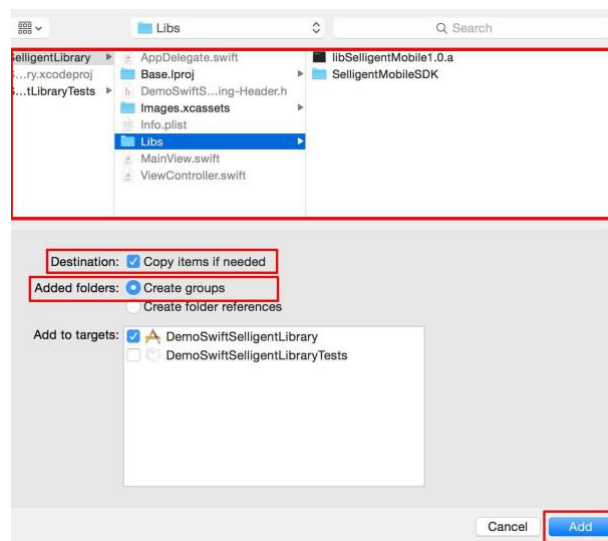 Libs
Search
elligentLibrary
AppDelegate.swift
libSelligentMobile1.0.a
S...ry.xcodeproj
Base.lproj
SelligentMobileSDK
...tLibraryTests
DemoSwiftS...ing-Header.h
Images.xcassets
Info.plist
Libs
MainView.swift
ViewController.swift
Destination: Copy items if needed
Added folders: Create groups
Create folder references
Add to targets: DemoSwiftSelligentLibrary
DemoSwiftSelligentLibraryTests
Cancel Add